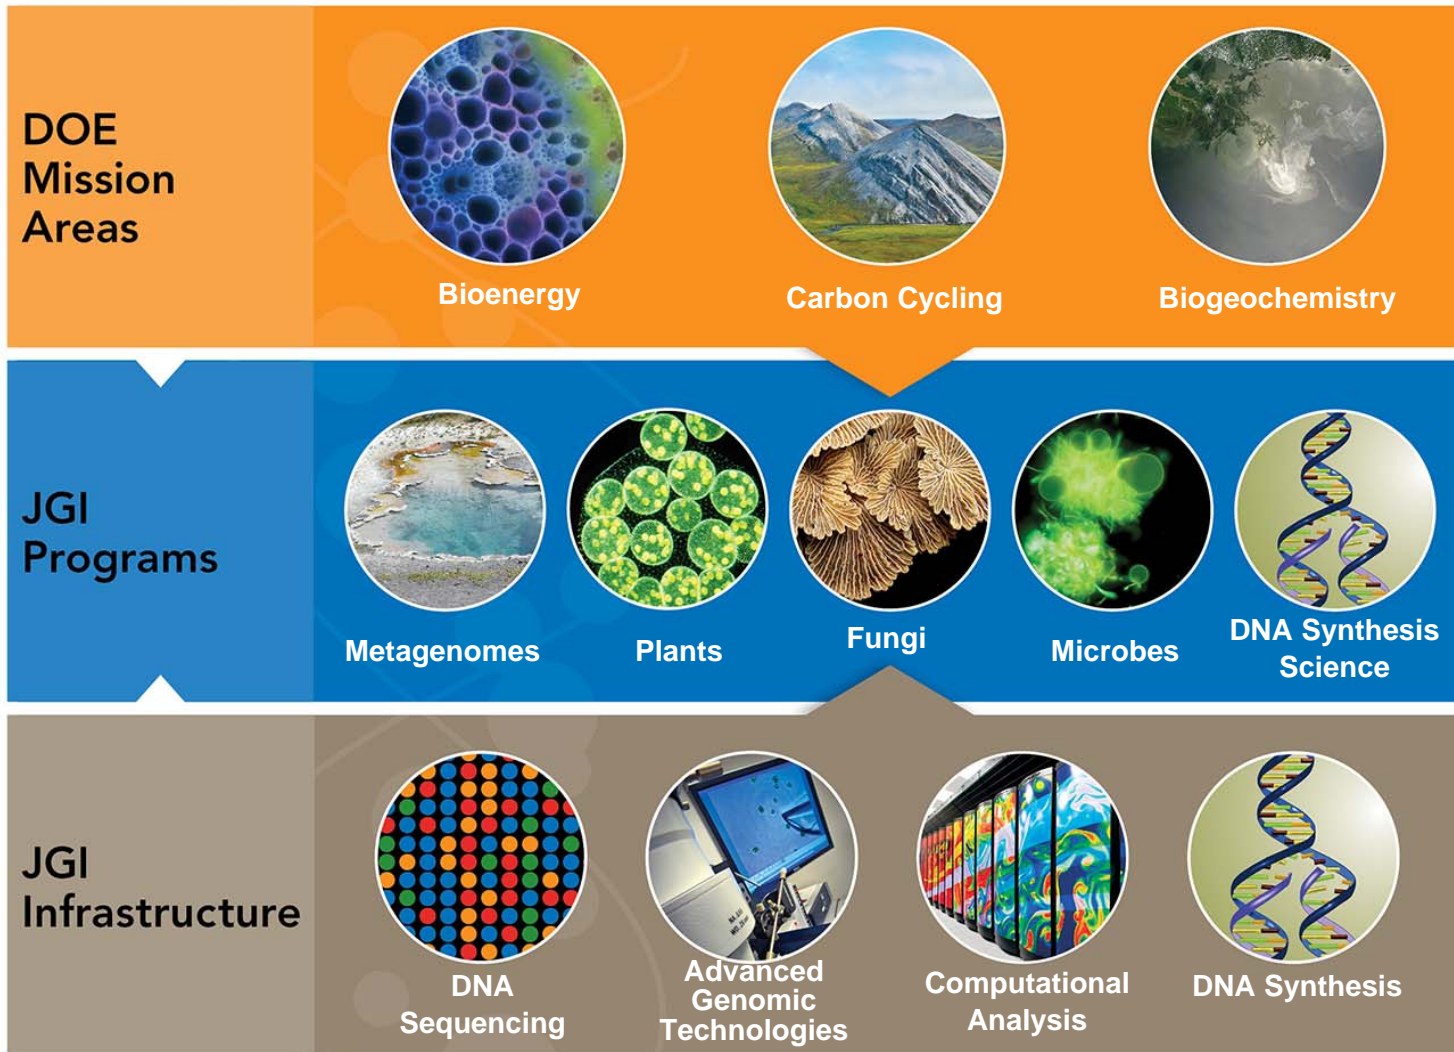 DOE
Mission
Areas
Bioenergy
Carbon Cycling
Biogeochemistry
JGI
Programs
Metagenomes
Plants
Fungi
Microbes
DNA Synthesis
Science
JGI
Infrastructure
DNA
Sequencing
Advanced
Genomic
Technologies
Computational
Analysis
DNA Synthesis